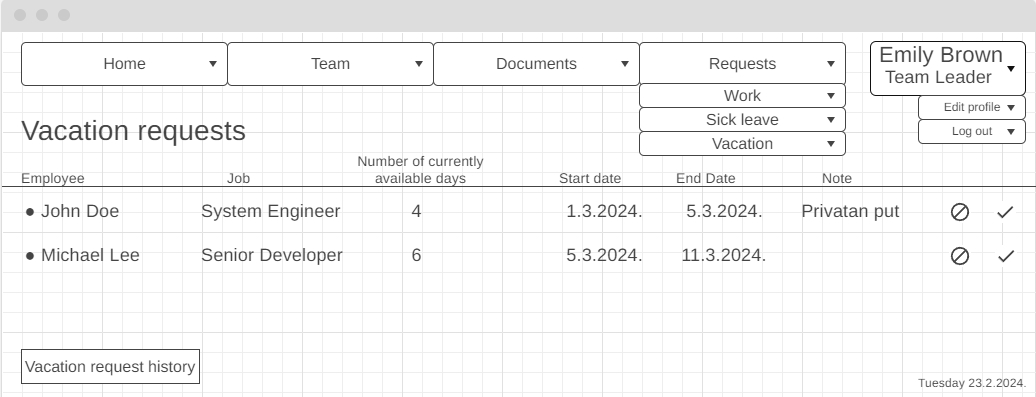 Home Team Documents Requests Emily Brown
Team Leader
Work
Edit profile
Sick leave
Log out
Vacation
Vacation requests
Employee Job Number of currently
available days Start date End Date Note
● John Doe System Engineer 4 1.3.2024. 5.3.2024. Privatan put
● Michael Lee Senior Developer 6 5.3.2024. 11.3.2024.
Vacation request history
Tuesday 23.2.2024.